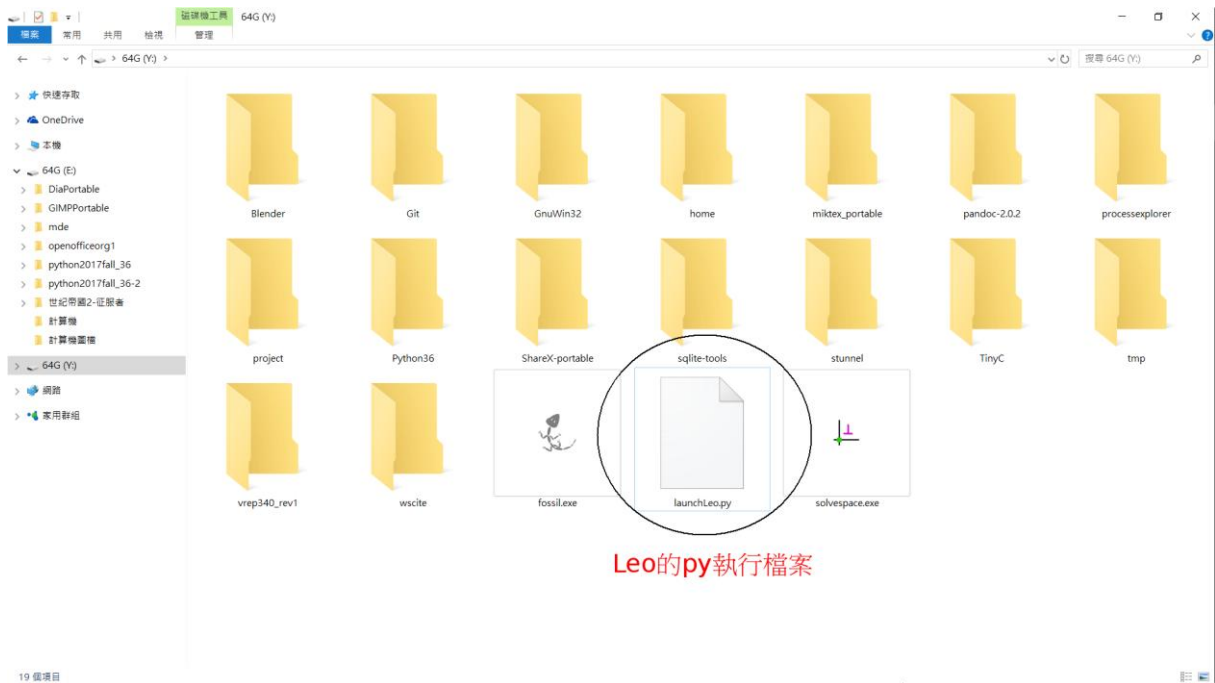 磁碟機工具 64G (Y:)
檔案 常用 共用 檢視 管理
64G (Y:)
搜尋 64G (Y:)
快速存取
OneDrive
本機
64G (E:)
DiaPortable
GIMPPortable
mde
openofficeorg1
python2017fall_36
python2017fall_36-2
世紀帝國2-征服者
計算機
計算機圖檔
64G (Y:)
網路
家用群組
Blender Git GnuWin32 home miktex_portable pandoc-2.0.2 processexplorer
project Python36 ShareX-portable sqlite-tools stunnel TinyC tmp
vrep340_rev1 wscite fossil.exe launchLeo.py solvespace.exe
Leo的py執行檔案
19 個項目